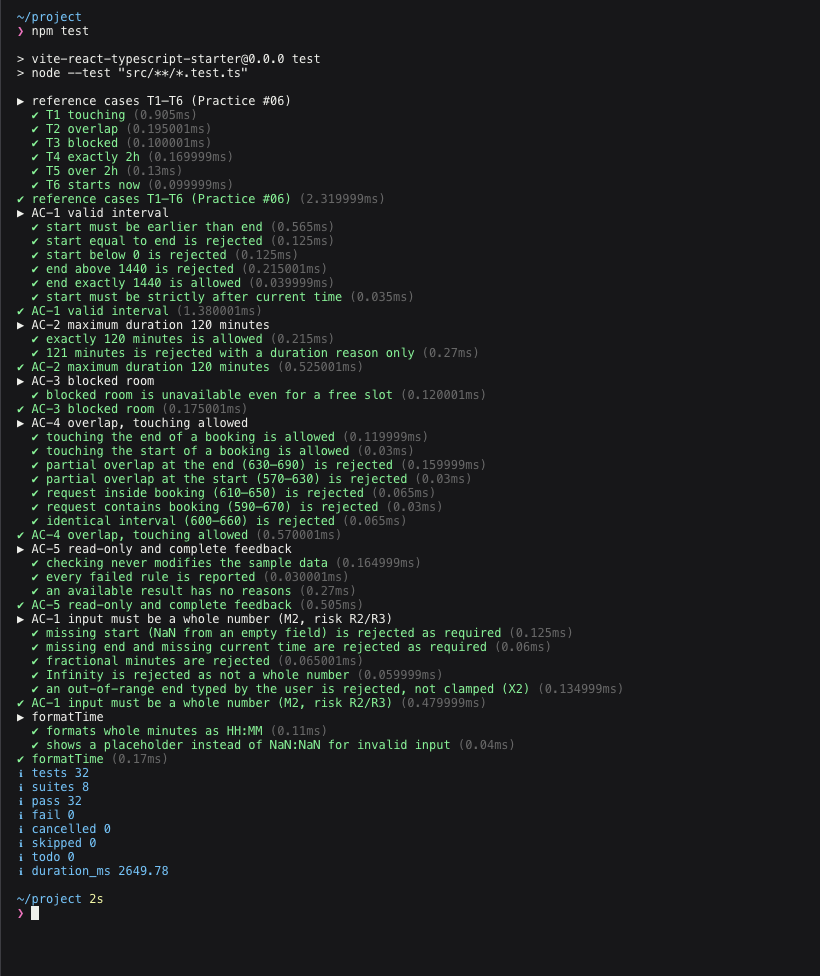 ~/project
❯ npm test
> vite-react-typescript-starter@0.0.0 test
> node --test "src/**/*.test.ts"
▶ reference cases T1–T6 (Practice #06)
✔ T1 touching (0.905ms)
✔ T2 overlap (0.195001ms)
✔ T3 blocked (0.100001ms)
✔ T4 exactly 2h (0.169999ms)
✔ T5 over 2h (0.13ms)
✔ T6 starts now (0.099999ms)
✔ reference cases T1–T6 (Practice #06) (2.319999ms)
▶ AC-1 valid interval
✔ start must be earlier than end (0.565ms)
✔ start equal to end is rejected (0.125ms)
✔ start below 0 is rejected (0.125ms)
✔ end above 1440 is rejected (0.215001ms)
✔ end exactly 1440 is allowed (0.039999ms)
✔ start must be strictly after current time (0.035ms)
✔ AC-1 valid interval (1.380001ms)
▶ AC-2 maximum duration 120 minutes
✔ exactly 120 minutes is allowed (0.215ms)
✔ 121 minutes is rejected with a duration reason only (0.27ms)
✔ AC-2 maximum duration 120 minutes (0.525001ms)
▶ AC-3 blocked room
✔ blocked room is unavailable even for a free slot (0.120001ms)
✔ AC-3 blocked room (0.175001ms)
▶ AC-4 overlap, touching allowed
✔ touching the end of a booking is allowed (0.119999ms)
✔ touching the start of a booking is allowed (0.03ms)
✔ partial overlap at the end (630–690) is rejected (0.159999ms)
✔ partial overlap at the start (570–630) is rejected (0.03ms)
✔ request inside booking (610–650) is rejected (0.065ms)
✔ request contains booking (590–670) is rejected (0.03ms)
✔ identical interval (600–660) is rejected (0.065ms)
✔ AC-4 overlap, touching allowed (0.570001ms)
▶ AC-5 read-only and complete feedback
✔ checking never modifies the sample data (0.164999ms)
✔ every failed rule is reported (0.030001ms)
✔ an available result has no reasons (0.27ms)
✔ AC-5 read-only and complete feedback (0.505ms)
▶ AC-1 input must be a whole number (M2, risk R2/R3)
✔ missing start (NaN from an empty field) is rejected as required (0.125ms)
✔ missing end and missing current time are rejected as required (0.06ms)
✔ fractional minutes are rejected (0.065001ms)
✔ Infinity is rejected as not a whole number (0.059999ms)
✔ an out-of-range end typed by the user is rejected, not clamped (X2) (0.134999ms)
✔ AC-1 input must be a whole number (M2, risk R2/R3) (0.479999ms)
▶ formatTime
✔ formats whole minutes as HH:MM (0.11ms)
✔ shows a placeholder instead of NaN:NaN for invalid input (0.04ms)
✔ formatTime (0.17ms)
ℹ tests 32
ℹ suites 8
ℹ pass 32
ℹ fail 0
ℹ cancelled 0
ℹ skipped 0
ℹ todo 0
ℹ duration_ms 2649.78
~/project 2s
❯